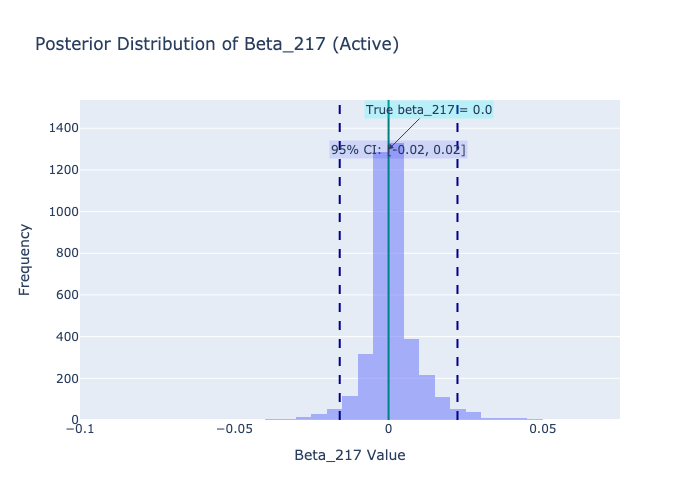 Posterior Distribution of Beta_217 (Active)
True beta_217 = 0.0
95% CI: [-0.02, 0.02]
1400
1200
1000
800
600
400
200
0
Frequency
−0.1
−0.05
0
0.05
Beta_217 Value